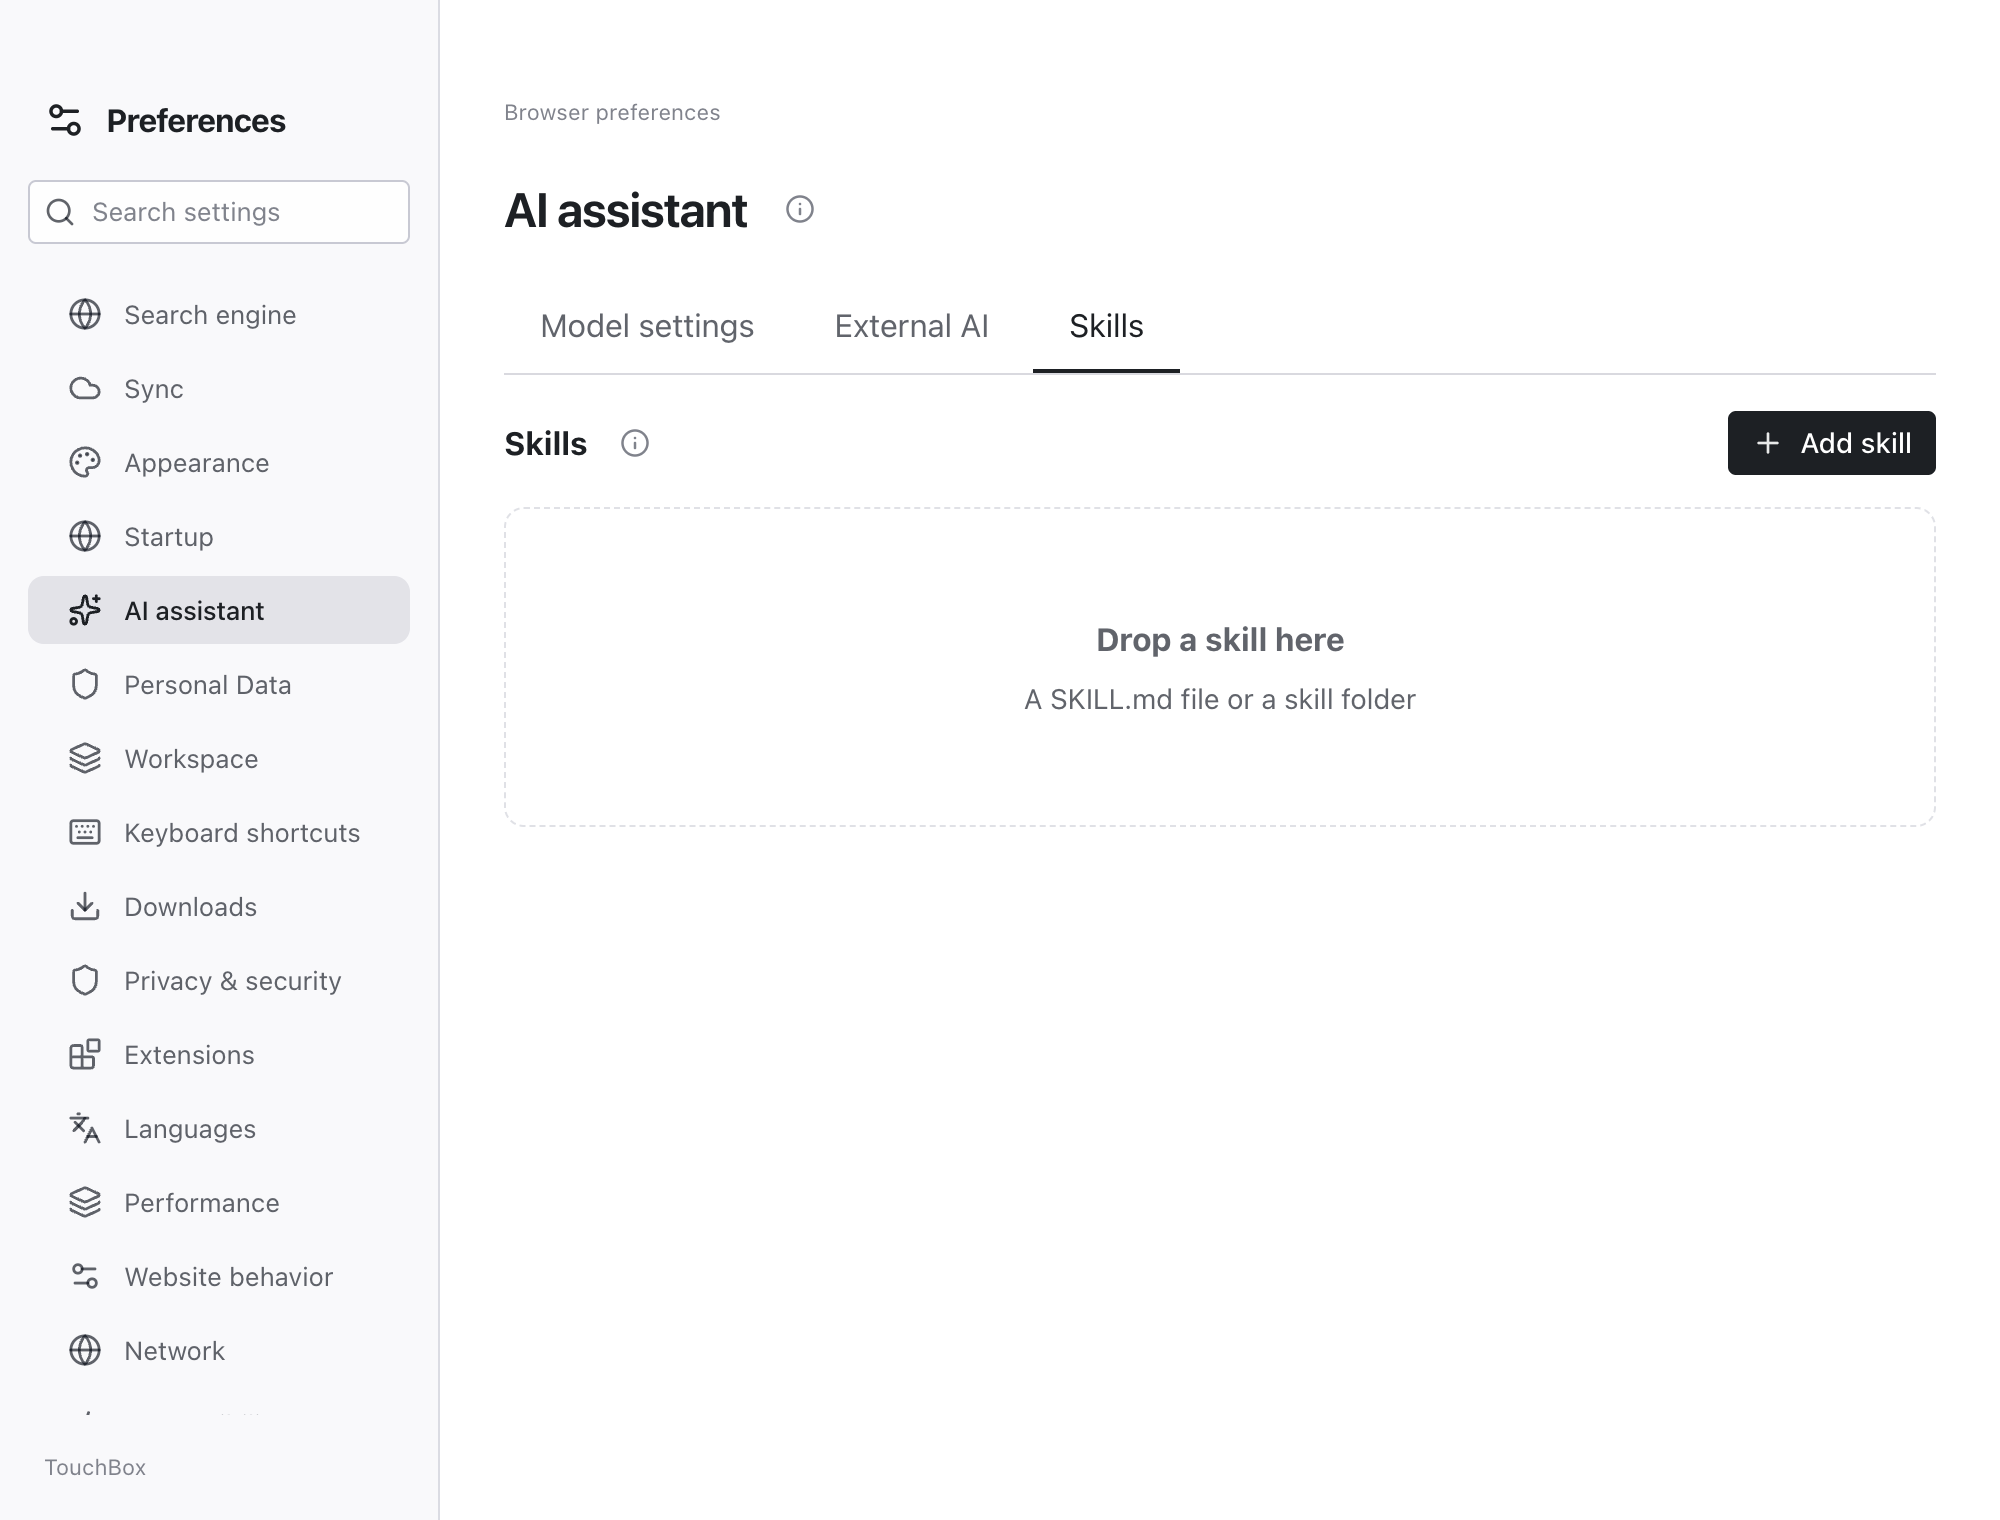 Preferences
Search settings
Search engine
Sync
Appearance
Startup
AI assistant
Personal Data
Workspace
Keyboard shortcuts
Downloads
Privacy & security
Extensions
Languages
Performance
Website behavior
Network
TouchBox
Browser preferences
AI assistant
Model settings
External AI
Skills
Skills
Add skill
Drop a skill here
A SKILL.md file or a skill folder